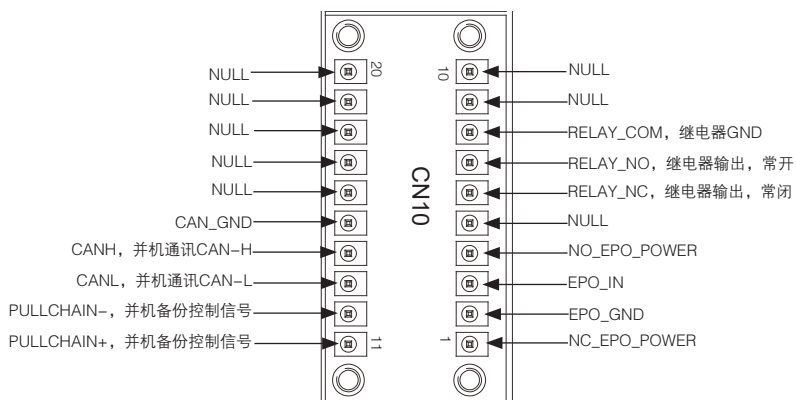 20
10
NULL
NULL
NULL
NULL
NULL
RELAY_COM，继电器GND
NULL
RELAY_NO，继电器输出，常开
NULL
RELAY_NC，继电器输出，常闭
CN10
CAN_GND
NULL
CANH，并机通讯CAN-H
NO_EPO_POWER
CANL，并机通讯CAN-L
EPO_IN
PULLCHAIN-，并机备份控制信号
EPO_GND
PULLCHAIN+，并机备份控制信号
11
1
NC_EPO_POWER